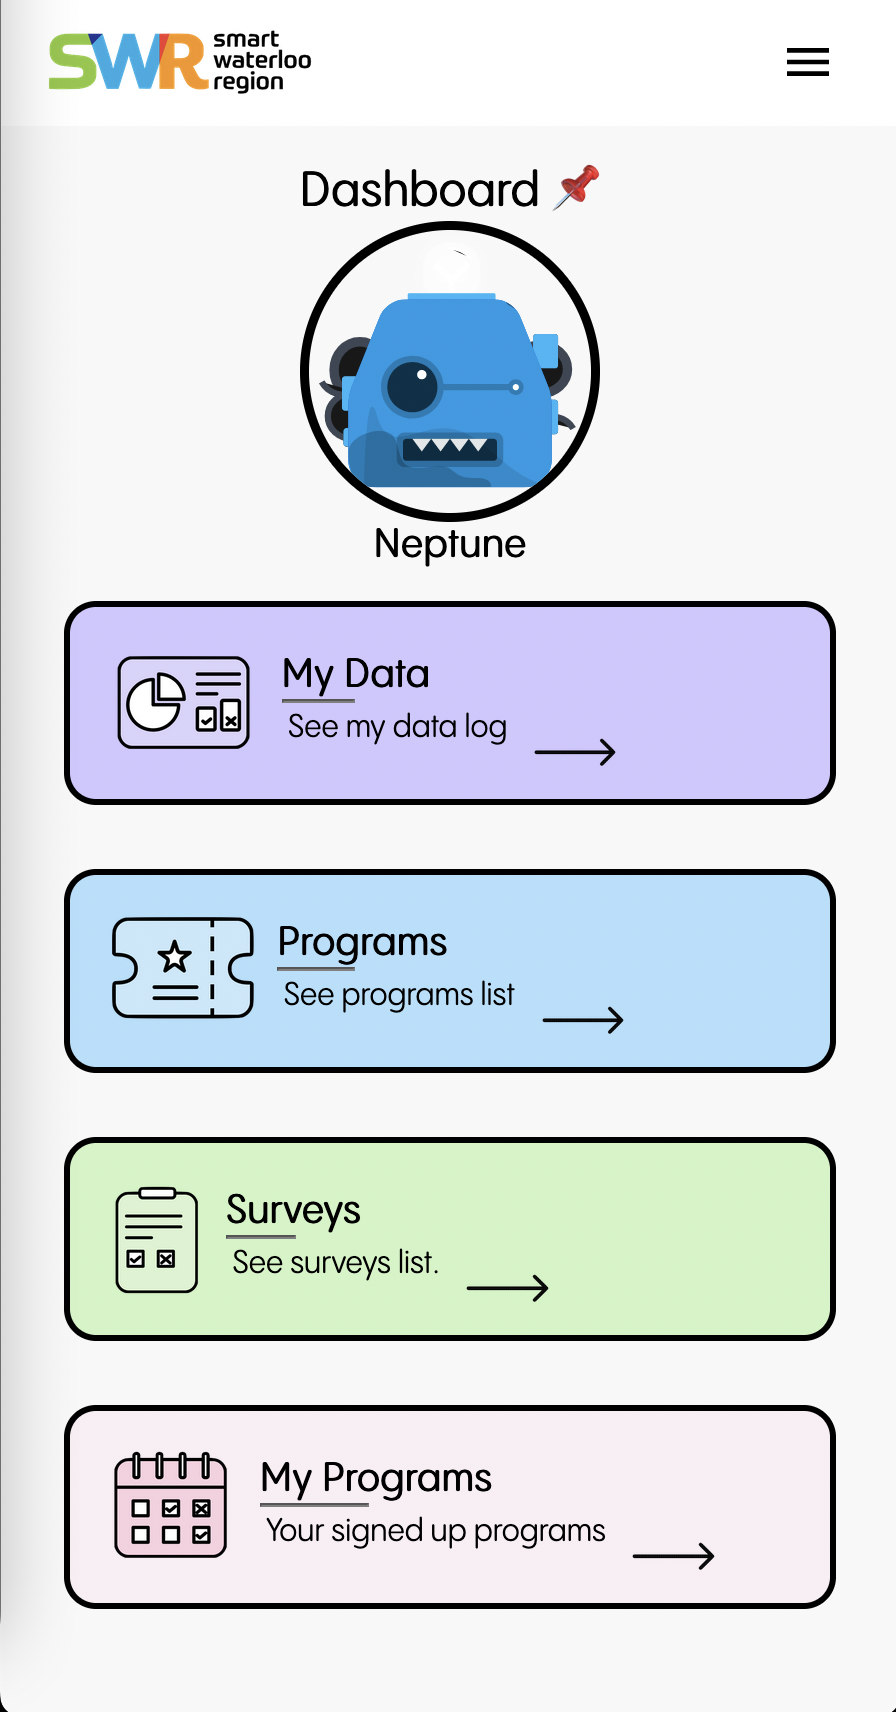 SWR smart
waterloo
region
Dashboard 📌
Neptune
My Data
See my data log
Programs
See programs list
Surveys
See surveys list.
My Programs
Your signed up programs